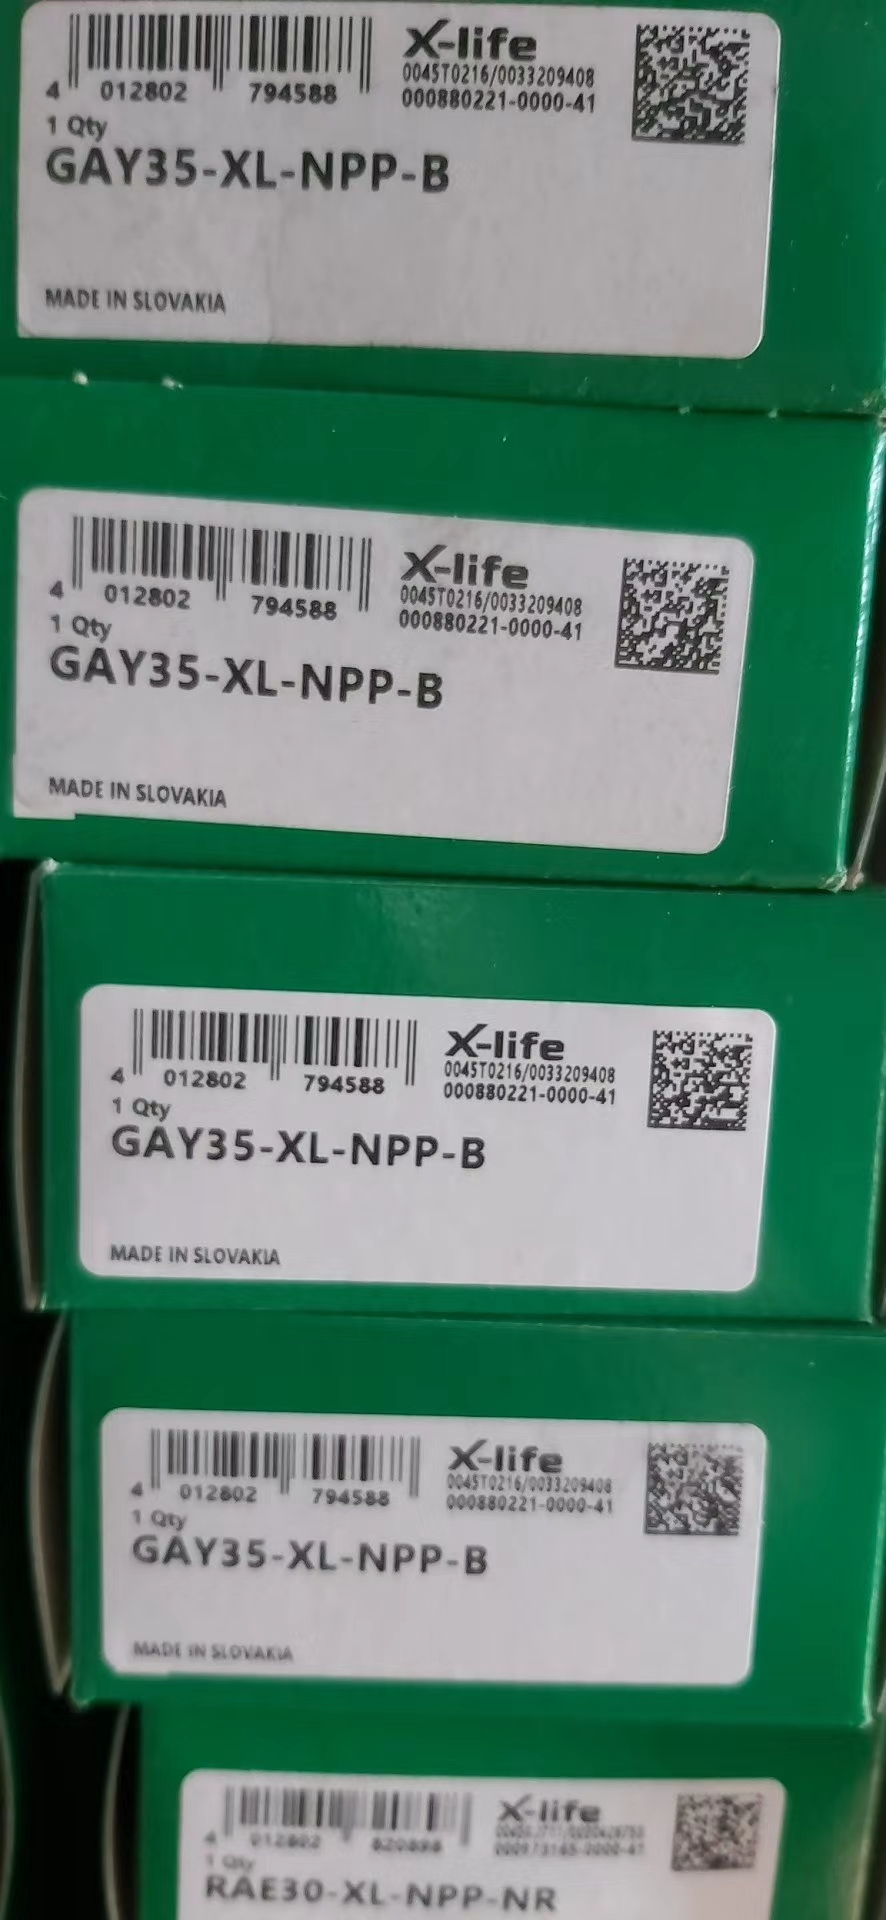 X-life
0045T0216/0033209408
000880221-0000-41
4 012802 794588
1 Qty
GAY35-XL-NPP-B
MADE IN SLOVAKIA
X-life
0045T0216/0033209408
000880221-0000-41
4 012802 794588
1 Qty
GAY35-XL-NPP-B
MADE IN SLOVAKIA
X-life
0045T0216/0033209408
000880221-0000-41
4 012802 794588
1 Qty
GAY35-XL-NPP-B
MADE IN SLOVAKIA
X-life
0045T0216/0033209408
000880221-0000-41
4 012802 794588
1 Qty
GAY35-XL-NPP-B
MADE IN SLOVAKIA
X-life
4 012802
1 Qty
RAE30-XL-NPP-NR